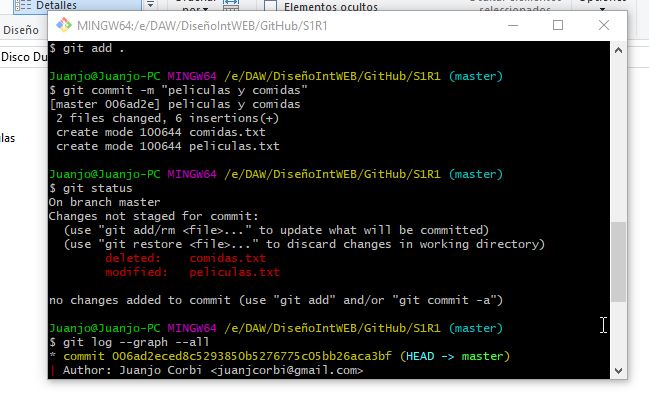 Detalles
Elementos ocultos
Diseño
MINGW64:/e/DAW/DiseñoIntWEB/GitHub/S1R1
Disco Du
las
$ git add .
Juanjo@Juanjo-PC MINGW64 /e/DAW/DiseñoIntWEB/GitHub/S1R1 (master)
$ git commit -m "peliculas y comidas"
[master 006ad2e] peliculas y comidas
2 files changed, 6 insertions(+)
create mode 100644 comidas.txt
create mode 100644 peliculas.txt
Juanjo@Juanjo-PC MINGW64 /e/DAW/DiseñoIntWEB/GitHub/S1R1 (master)
$ git status
On branch master
Changes not staged for commit:
(use "git add/rm <file>..." to update what will be committed)
(use "git restore <file>..." to discard changes in working directory)
deleted: comidas.txt
modified: peliculas.txt
no changes added to commit (use "git add" and/or "git commit -a")
Juanjo@Juanjo-PC MINGW64 /e/DAW/DiseñoIntWEB/GitHub/S1R1 (master)
$ git log --graph --all
* commit 006ad2eced8c5293850b5276775c05bb26aca3bf (HEAD -> master)
| Author: Juanjo Corbi <juanjcorbi@gmail.com>